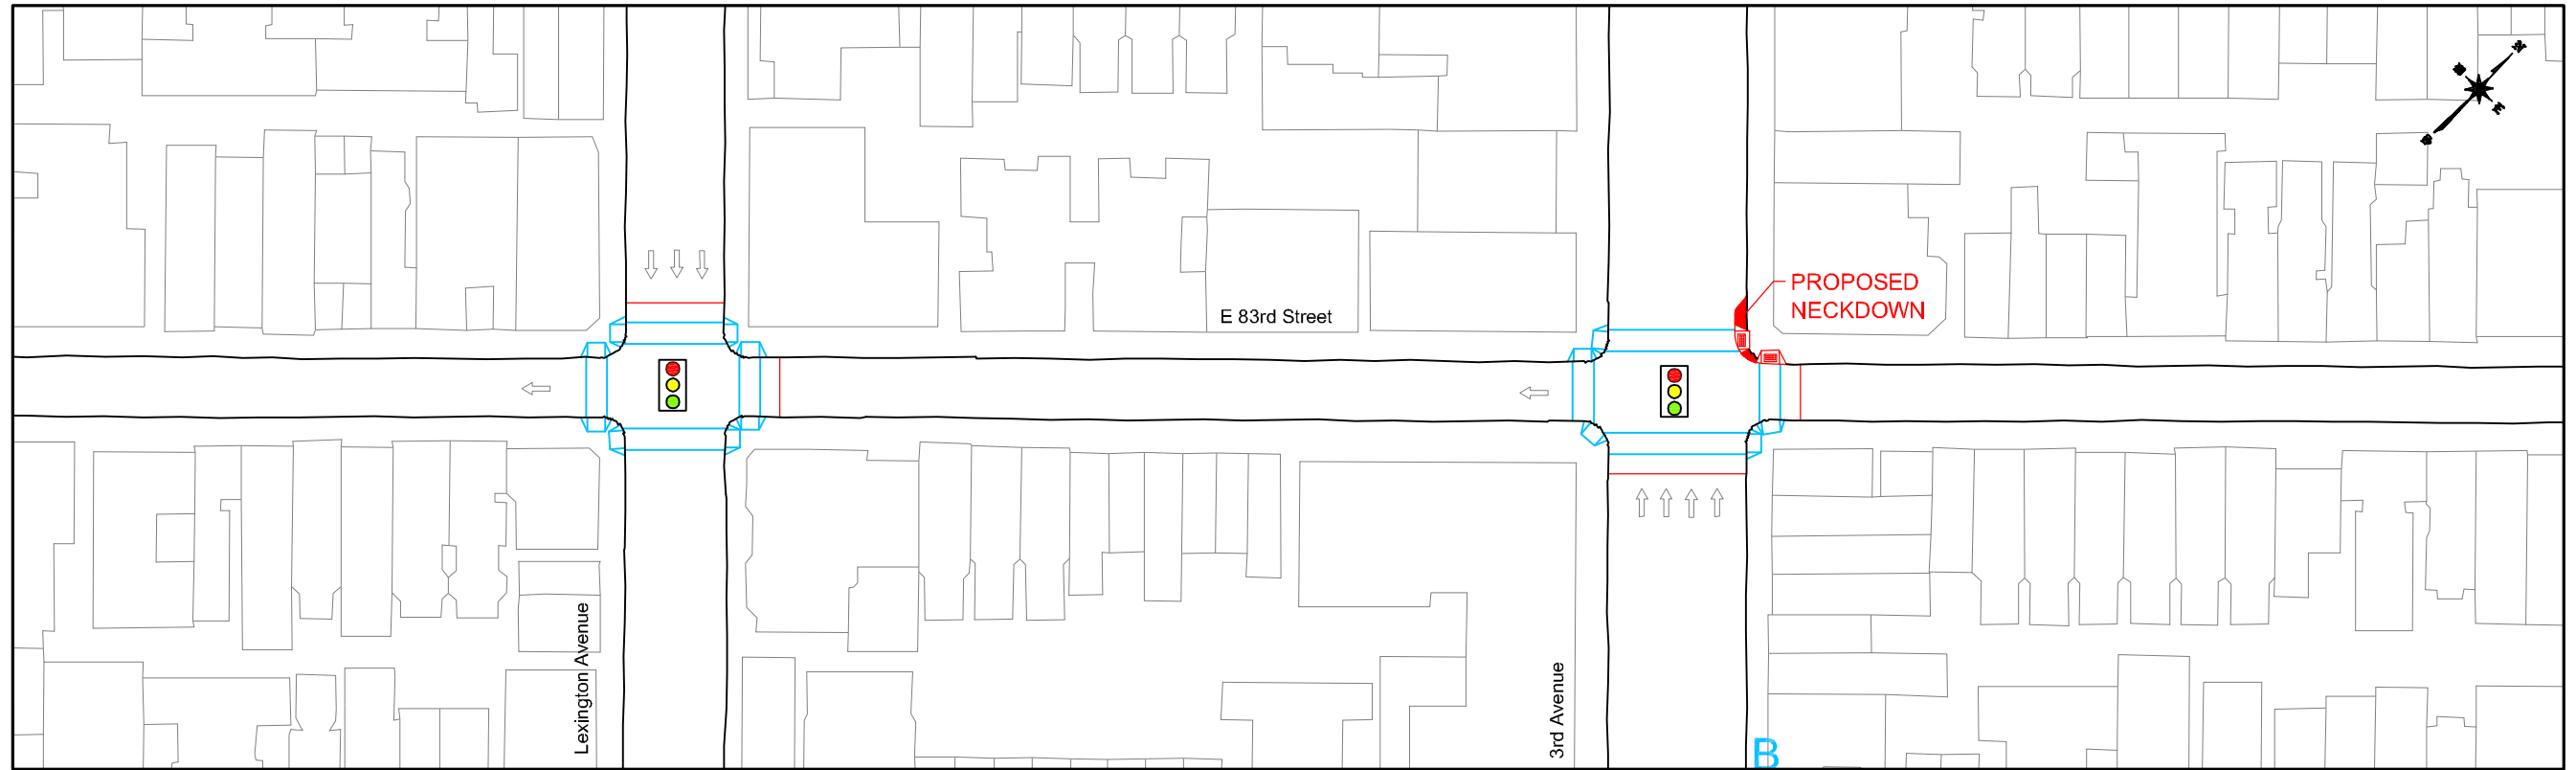 PROPOSED
NECKDOWN
E 83rd Street
Lexington Avenue
3rd Avenue
B